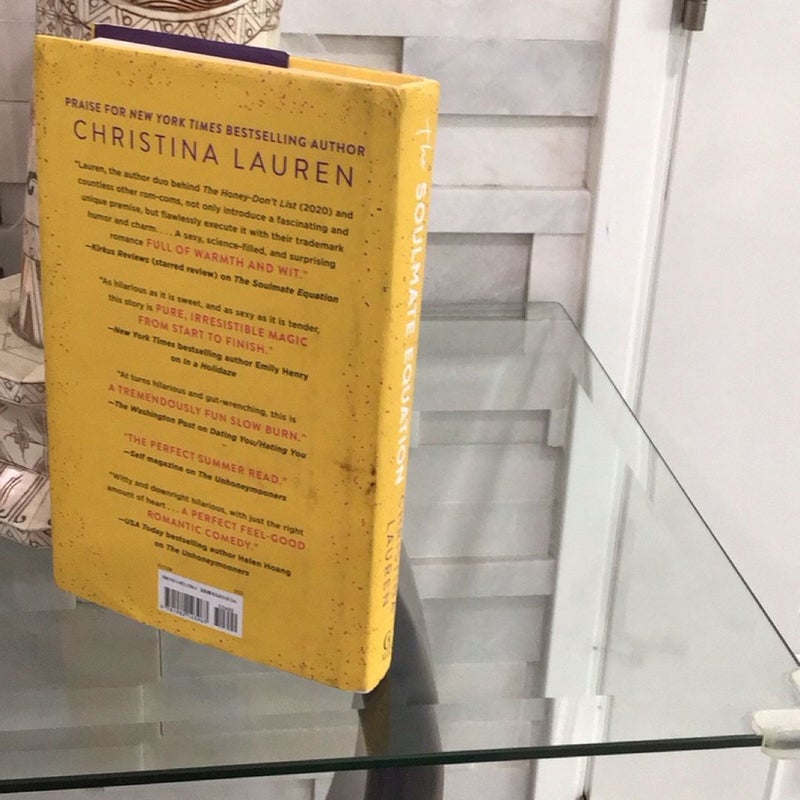 PRAISE FOR NEW YORK TIMES BESTSELLING AUTHOR
CHRISTINA LAUREN
"Lauren, the author duo behind The Honey-Don't List (2020) and
countless other rom-coms, not only introduce a fascinating and
unique premise, but flawlessly execute it with their trademark
humor and charm. . . . A sexy, science-filled, and surprising
romance FULL OF WARMTH AND WIT."
—Kirkus Reviews (starred review) on The Soulmate Equation
"As hilarious as it is sweet, and as sexy as it is tender,
this story is PURE, IRRESISTIBLE MAGIC
FROM START TO FINISH."
—New York Times bestselling author Emily Henry
on In a Holidaze
"At turns hilarious and gut-wrenching, this is
A TREMENDOUSLY FUN SLOW BURN."
—The Washington Post on Dating You/Hating You
"THE PERFECT SUMMER READ."
—Self magazine on The Unhoneymooners
"Witty and downright hilarious, with just the right
amount of heart . . . . A PERFECT FEEL-GOOD
ROMANTIC COMEDY."
—USA Today bestselling author Helen Hoang
on The Unhoneymooners
The SOULMATE EQUATION
LAUREN